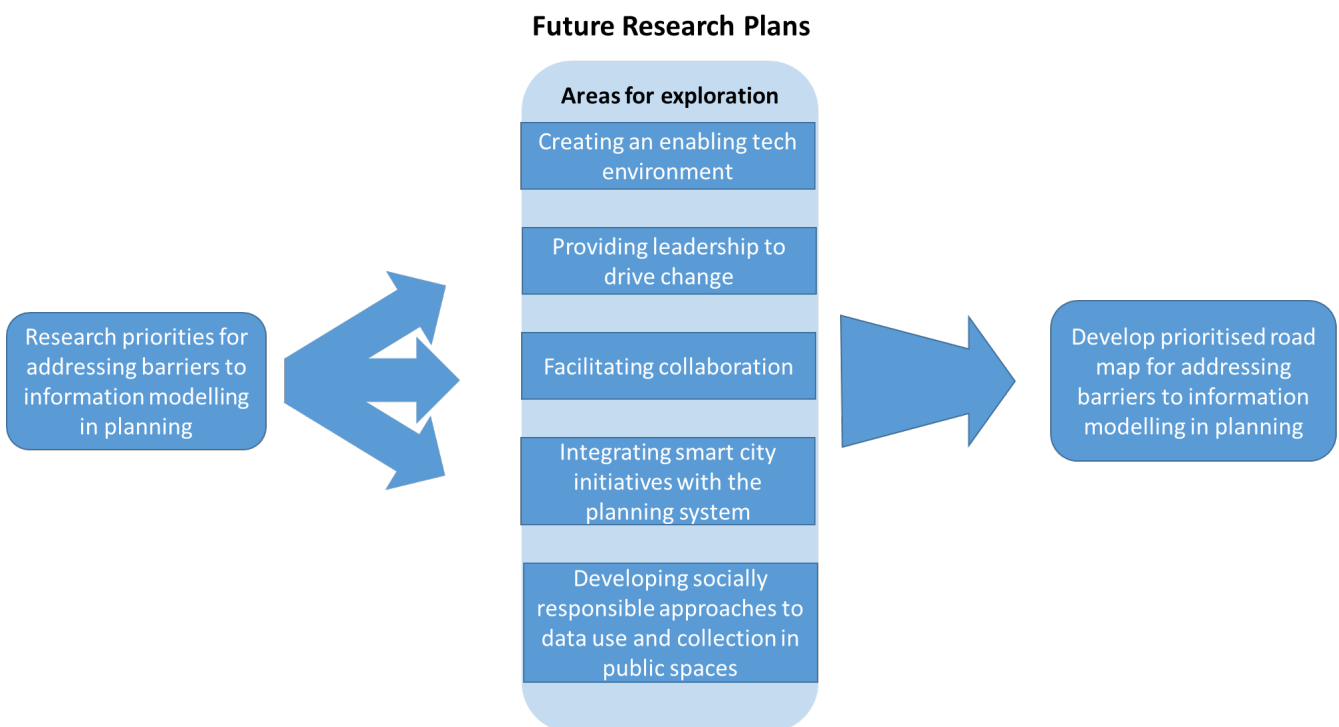 Future Research Plans
Areas for exploration
Creating an enabling tech
environment
Providing leadership to
drive change
Facilitating collaboration
Integrating smart city
initiatives with the
planning system
Developing socially
responsible approaches to
data use and collection in
public spaces
Research priorities for
addressing barriers to
information modelling
in planning
Develop prioritised road
map for addressing
barriers to information
modelling in planning